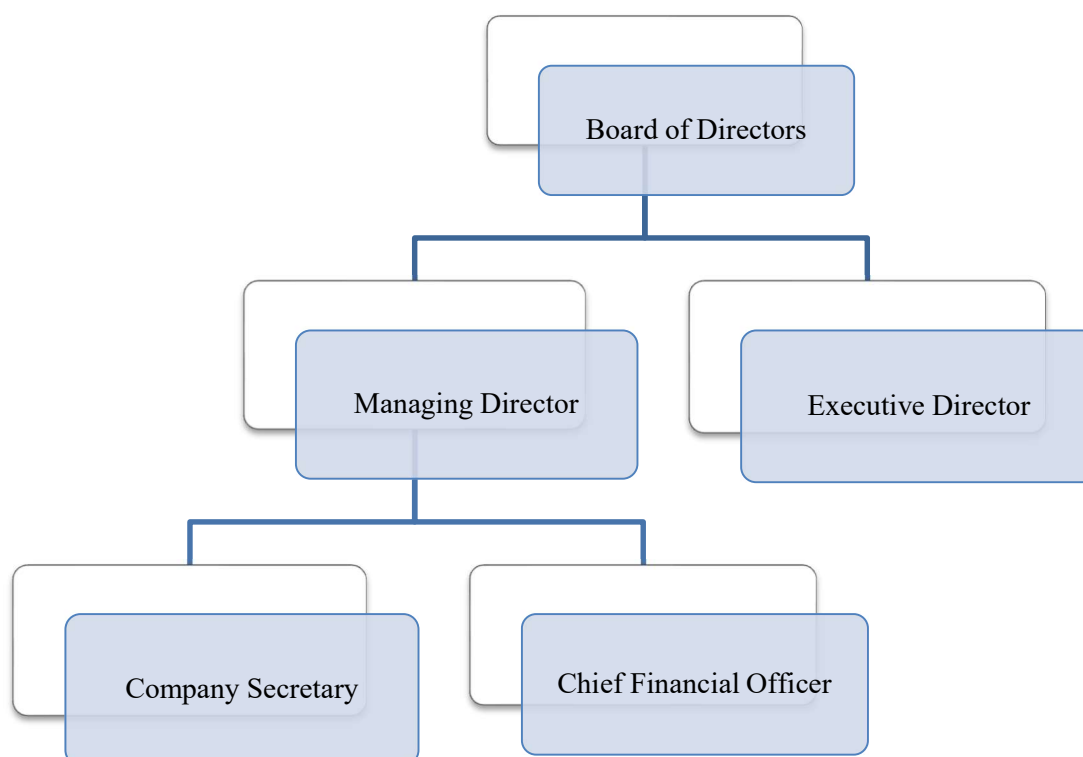 Board of Directors
Managing Director
Executive Director
Company Secretary
Chief Financial Officer